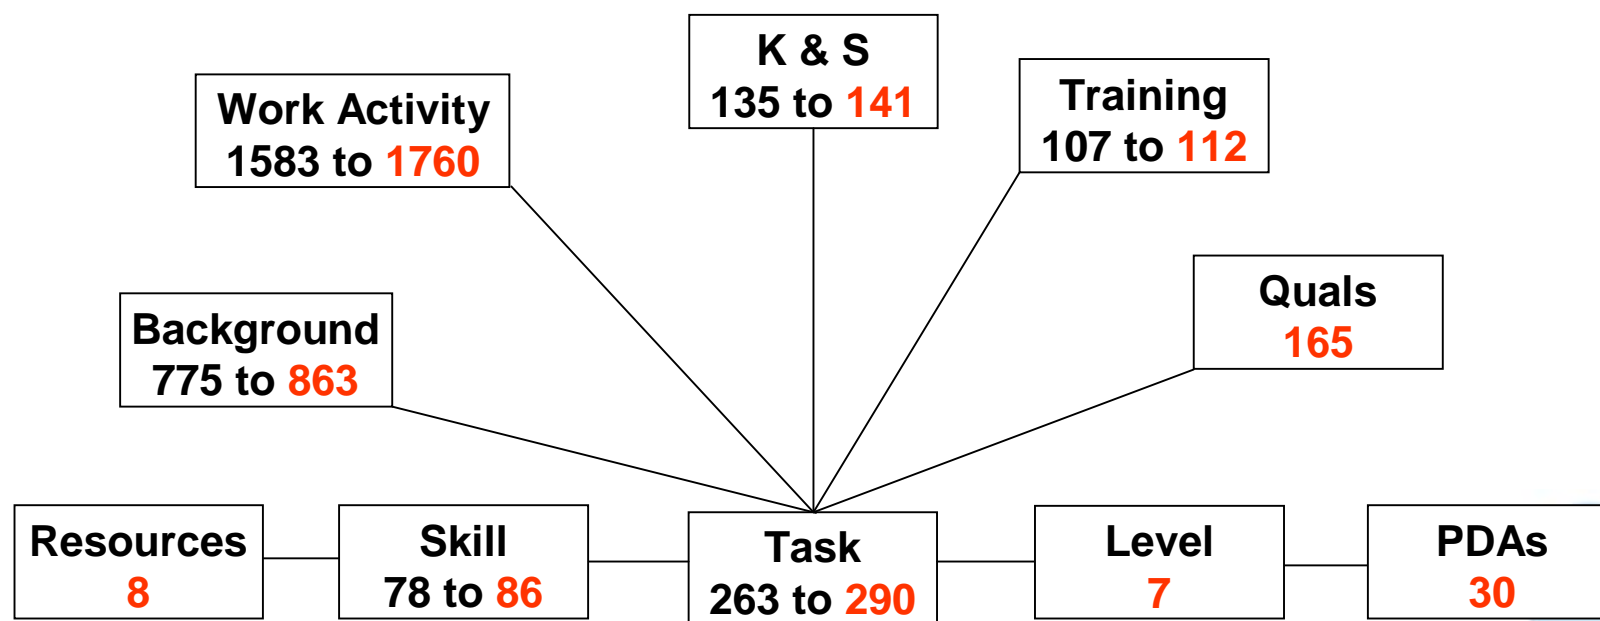 K & S
135 to 141
Work Activity
1583 to 1760
Training
107 to 112
Quals
165
Background
775 to 863
Resources
8
Skill
78 to 86
Task
263 to 290
Level
7
PDAs
30